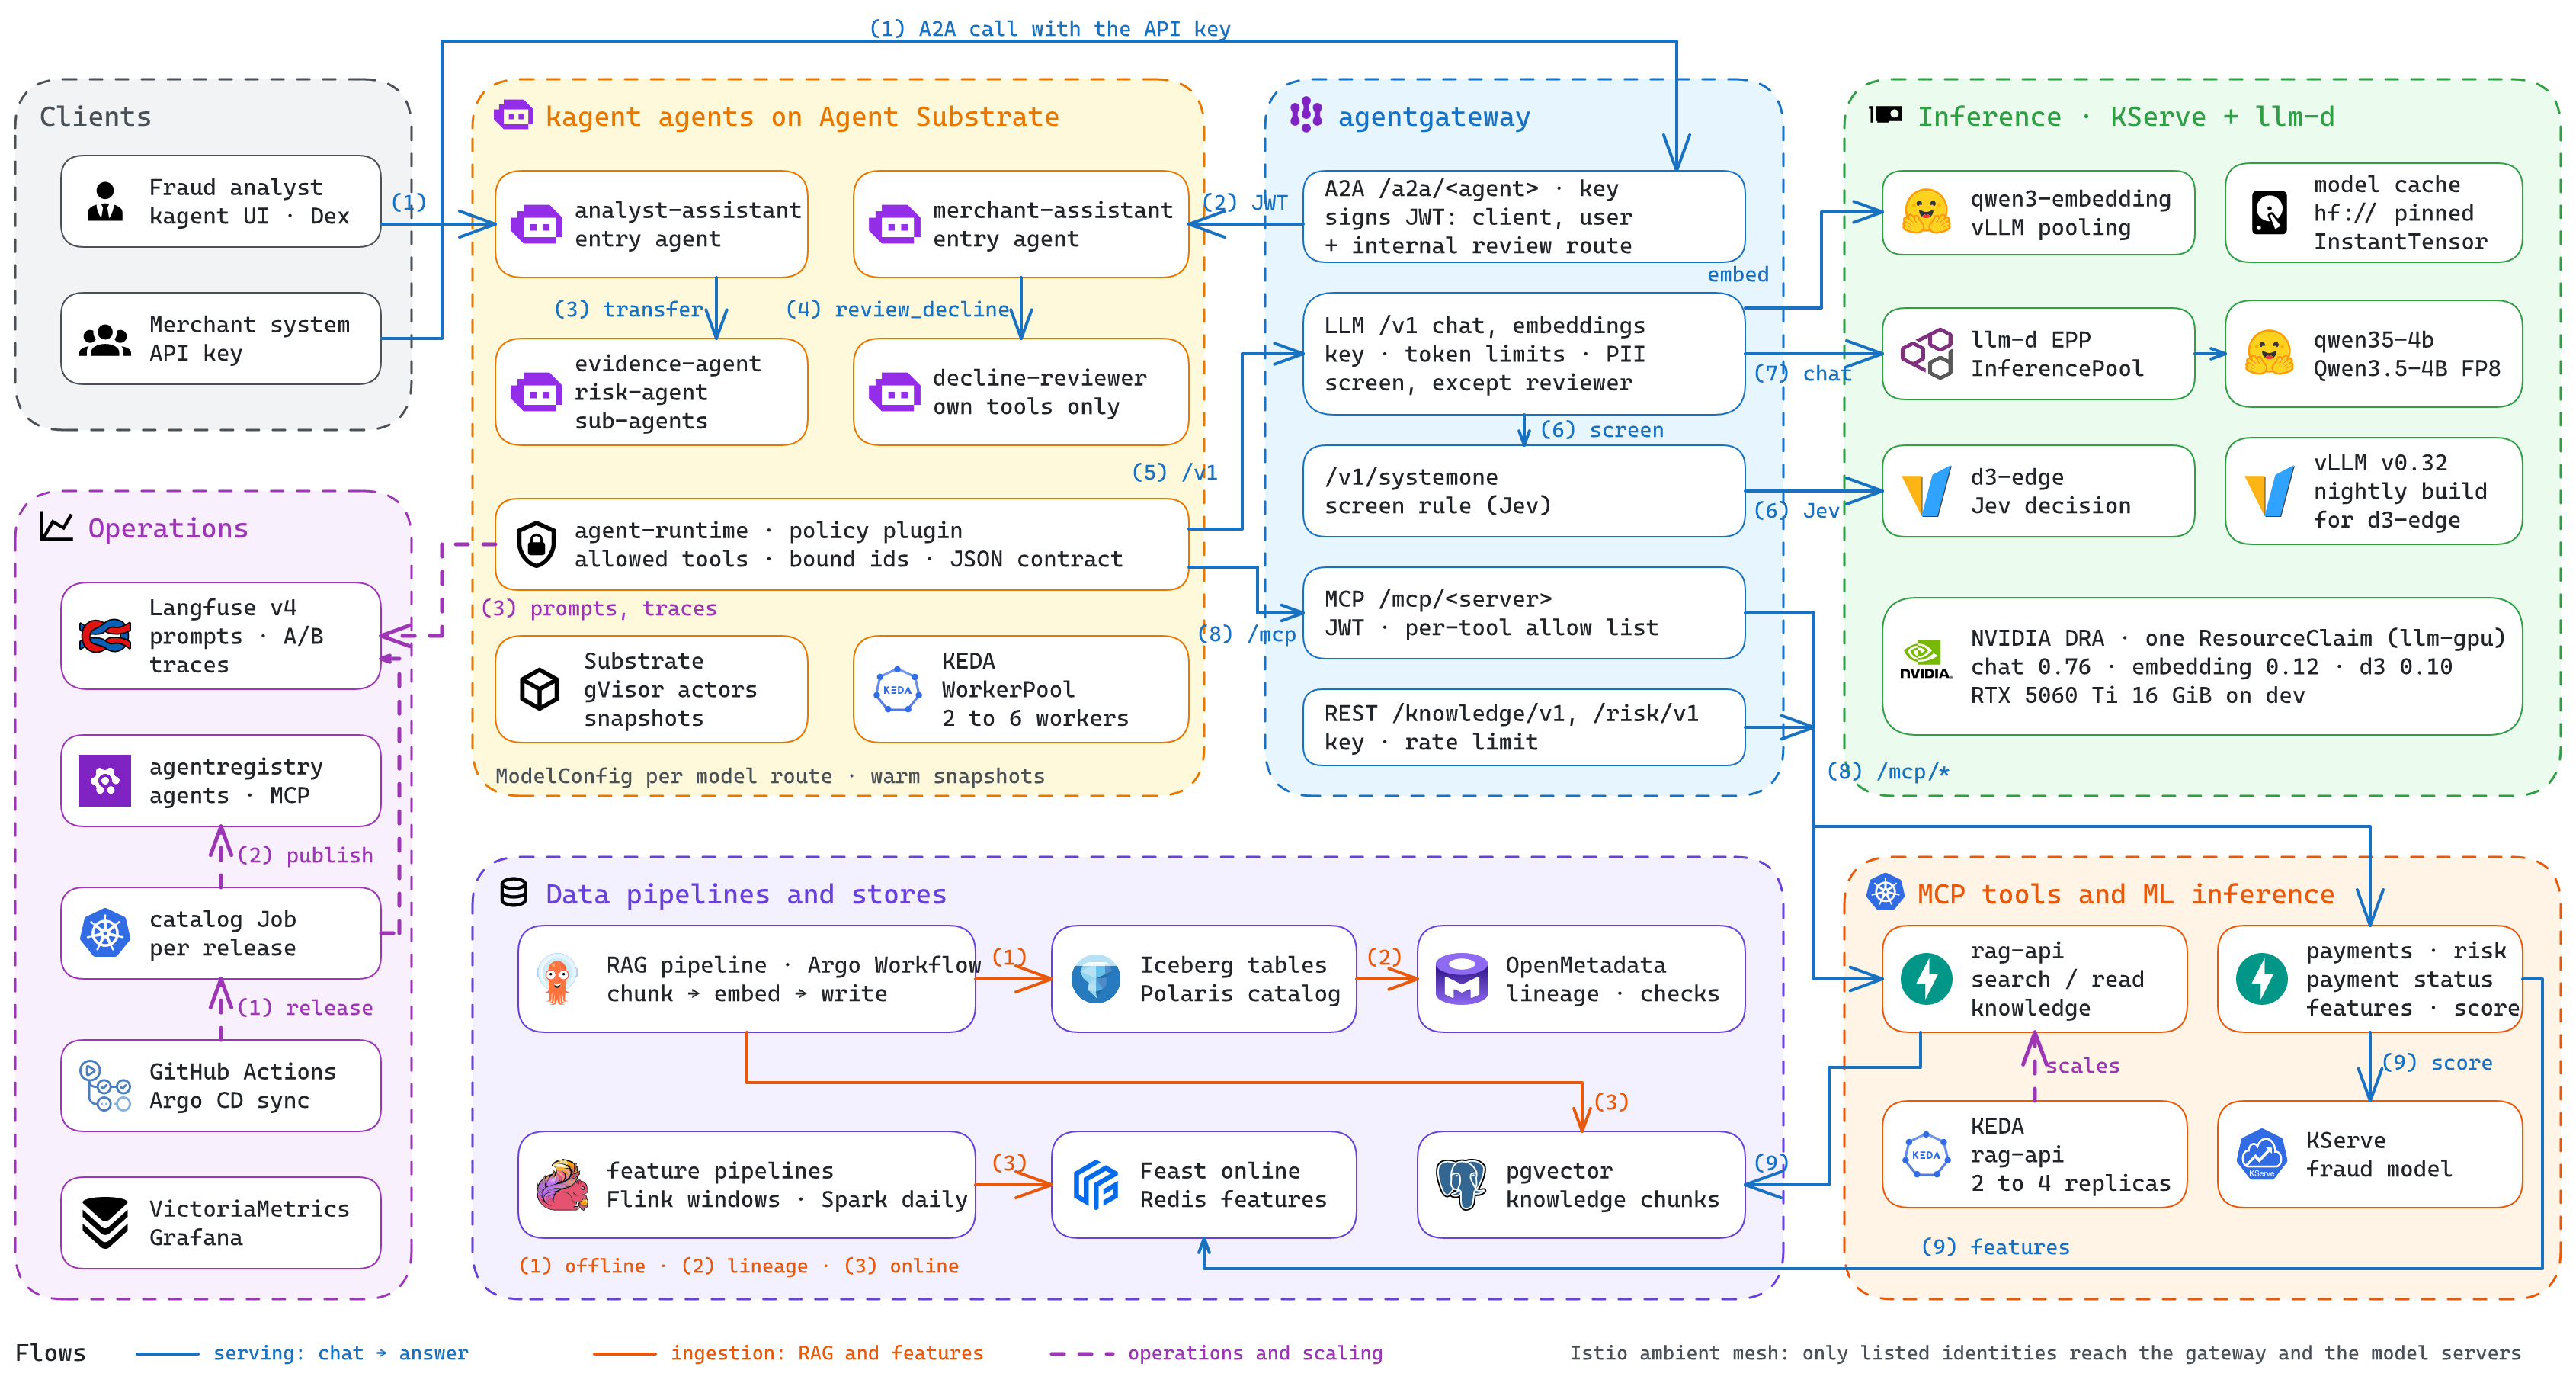 (1) A2A call with the API key
Clients
Fraud analyst
kagent UI · Dex
(1)
Merchant system
API key
kagent agents on Agent Substrate
analyst-assistant
entry agent
merchant-assistant
entry agent
(2) JWT
(3) transfer
(4) review_decline
evidence-agent
risk-agent
sub-agents
decline-reviewer
own tools only
(5) /v1
agent-runtime · policy plugin
allowed tools · bound ids · JSON contract
(3) prompts, traces
(8) /mcp
Substrate
gVisor actors
snapshots
KEDA
KEDA
WorkerPool
2 to 6 workers
ModelConfig per model route · warm snapshots
agentgateway
A2A /a2a/<agent> · key
signs JWT: client, user
+ internal review route
embed
LLM /v1 chat, embeddings
key · token limits · PII
screen, except reviewer
(7) chat
(6) screen
/v1/systemone
screen rule (Jev)
(6) Jev
MCP /mcp/<server>
JWT · per-tool allow list
REST /knowledge/v1, /risk/v1
key · rate limit
(8) /mcp/*
Inference · KServe + llm-d
qwen3-embedding
vLLM pooling
model cache
hf:// pinned
InstantTensor
llm-d EPP
InferencePool
qwen35-4b
Qwen3.5-4B FP8
d3-edge
Jev decision
vLLM v0.32
nightly build
for d3-edge
NVIDIA
NVIDIA DRA · one ResourceClaim (llm-gpu)
chat 0.76 · embedding 0.12 · d3 0.10
RTX 5060 Ti 16 GiB on dev
Operations
Langfuse v4
prompts · A/B
traces
agentregistry
agents · MCP
(2) publish
catalog Job
per release
(1) release
GitHub Actions
Argo CD sync
VictoriaMetrics
Grafana
Data pipelines and stores
RAG pipeline · Argo Workflow
chunk → embed → write
(1)
Iceberg tables
Polaris catalog
(2)
OpenMetadata
lineage · checks
(3)
feature pipelines
Flink windows · Spark daily
(3)
Feast online
Redis features
pgvector
knowledge chunks
(9)
(1) offline · (2) lineage · (3) online
MCP tools and ML inference
rag-api
search / read
knowledge
payments · risk
payment status
features · score
scales
(9) score
KEDA
KEDA
rag-api
2 to 4 replicas
KServe
KServe
fraud model
(9) features
Flows
serving: chat → answer
ingestion: RAG and features
operations and scaling
Istio ambient mesh: only listed identities reach the gateway and the model servers